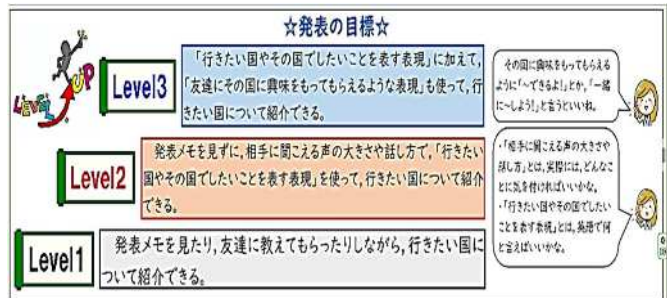 ☆発表の目標☆
LEVEL UP
Level3
「行きたい国やその国でしたいことを表す表現」に加えて,
「友達にその国に興味をもってもらえるような表現」も使って,行
きたい国について紹介できる。
その国に興味をもってもらえる
ように「～できるよ!」とか,「一緒
に～しよう!」と言うといいね。
Level2
発表メモを見ずに,相手に聞こえる声の大きさや話し方で,「行きたい
国やその国でしたいことを表す表現」を使って,行きたい国について紹介
できる。
・「相手に聞こえる声の大きさや
話し方」とは,実際には,どんなこ
とに気を付ければいいかな。
・「行きたい国やその国でしたい
ことを表す表現」とは,英語で何
と言えばいいかな。
Level1
発表メモを見たり,友達に教えてもらったりしながら,行きたい国に
ついて紹介できる。